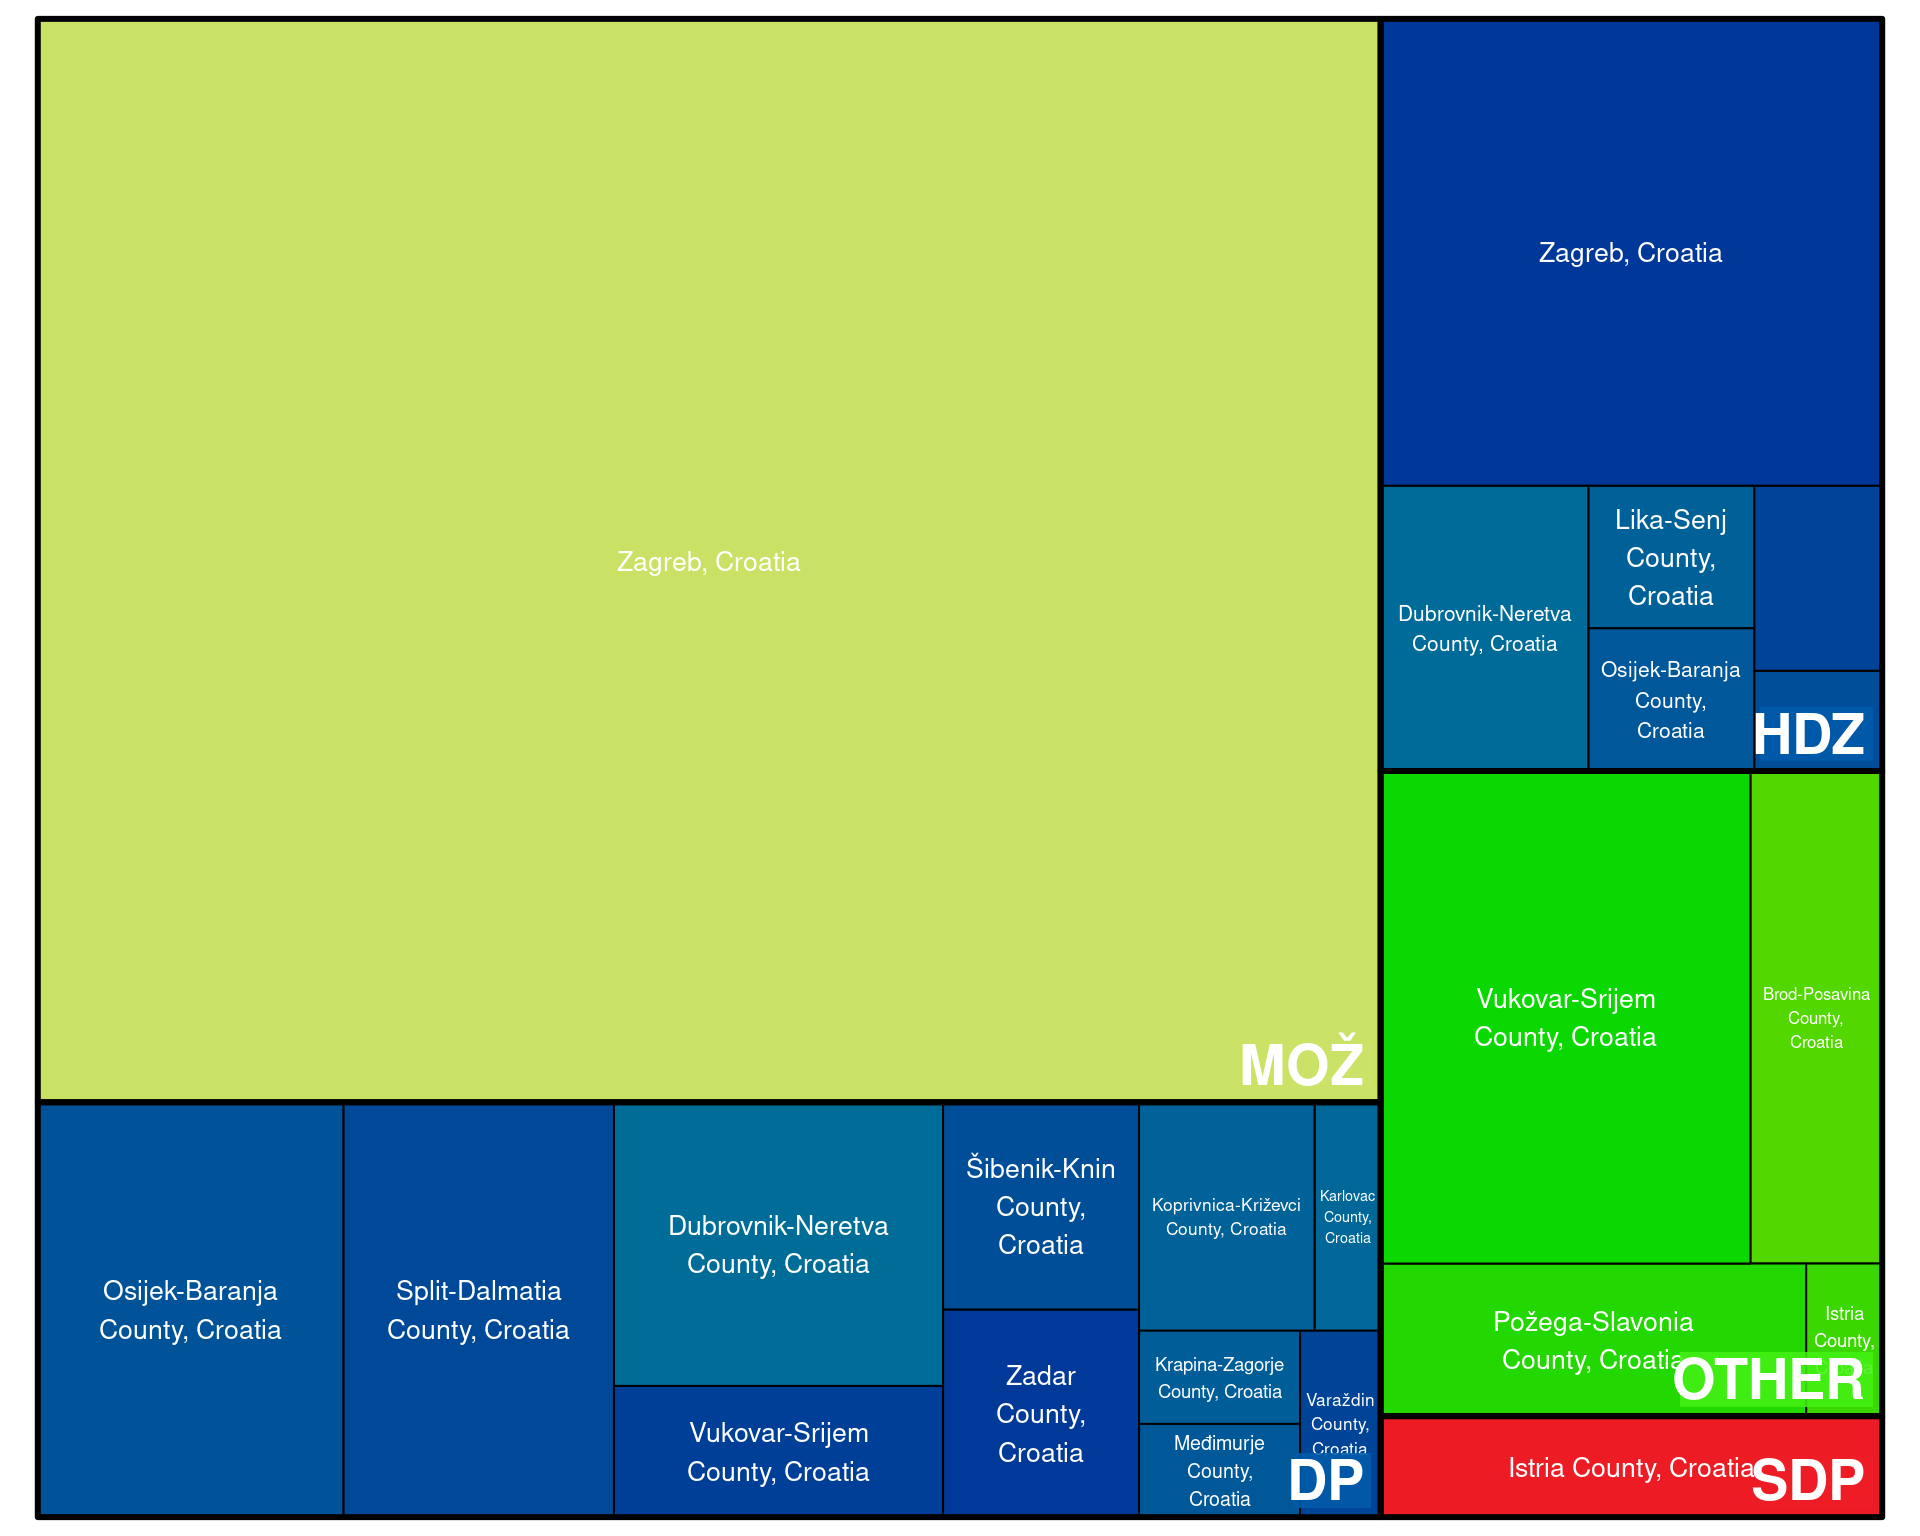 Zagreb, Croatia
MOŽ
Zagreb, Croatia
Dubrovnik-Neretva
County, Croatia
Lika-Senj
County,
Croatia
Osijek-Baranja
County,
Croatia
HDZ
Vukovar-Srijem
County, Croatia
Brod-Posavina
County,
Croatia
Požega-Slavonia
County, Croatia
Istria
County,
OTHER
Istria County, Croatia
SDP
Osijek-Baranja
County, Croatia
Split-Dalmatia
County, Croatia
Dubrovnik-Neretva
County, Croatia
Vukovar-Srijem
County, Croatia
Šibenik-Knin
County,
Croatia
Zadar
County,
Croatia
Koprivnica-Križevci
County, Croatia
Karlovac
County,
Croatia
Krapina-Zagorje
County, Croatia
Međimurje
County,
Croatia
Varaždin
County,
Croatia
DP